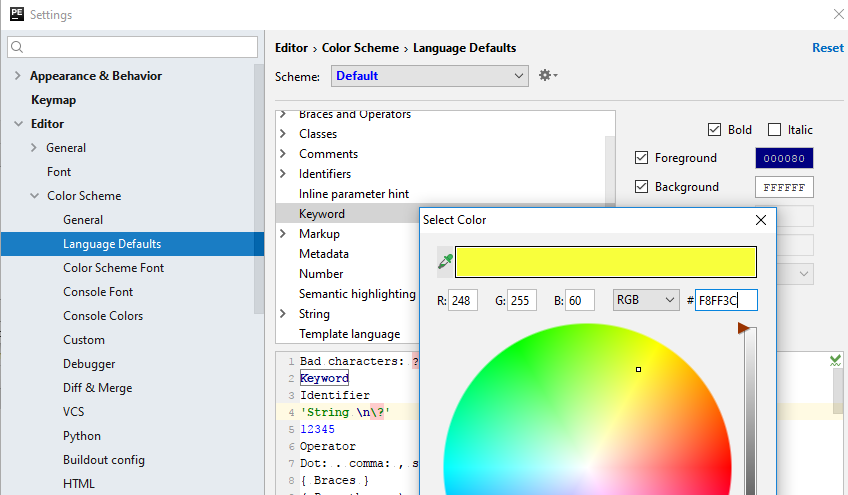 PE Settings
Editor › Color Scheme › Language Defaults Reset
Scheme: Default
Appearance & Behavior
Keymap
Editor
General
Font
Color Scheme
General
Language Defaults
Color Scheme Font
Console Font
Console Colors
Custom
Debugger
Diff & Merge
VCS
Python
Buildout config
HTML
Braces and Operators
Classes
Comments
Identifiers
Inline parameter hint
Keyword
Markup
Metadata
Number
Semantic highlighting
String
Template language
Bold Italic
Foreground 000080
Background FFFFFF
Select Color
R: 248 G: 255 B: 60 RGB # F8FF3C
1 Bad characters: ?
2 Keyword
3 Identifier
4 'String \n\?'
5 12345
6 Operator
7 Dot: . comma: , s
8 { Braces }